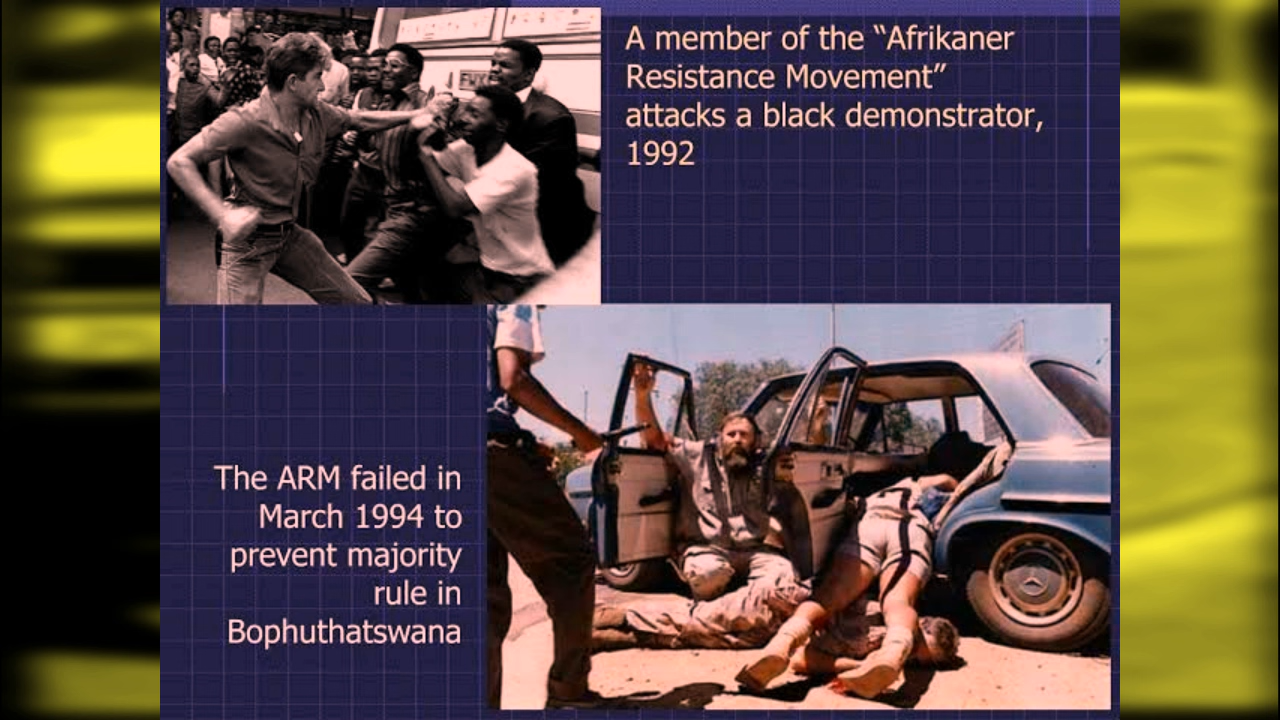 A member of the “Afrikaner
Resistance Movement”
attacks a black demonstrator,
1992
The ARM failed in
March 1994 to
prevent majority
rule in
Bophuthatswana